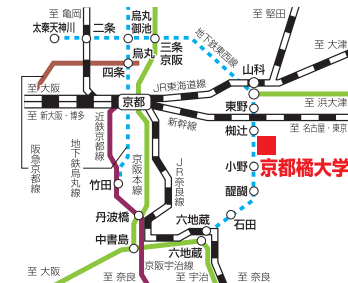 至 亀岡
二条
烏丸
御池
太秦天神川
三条
京阪
地下鉄東西線
至 堅田
至 大津
烏丸
四条
山科
至 大阪
JR東海道線
京都
至 浜大津
至 新大阪・博多
新幹線
東野
至 名古屋・東京
椥辻
近鉄京都線
阪急京都線
地下鉄烏丸線
京阪本線
JR奈良線
小野
京都橘大学
竹田
醍醐
丹波橋
六地蔵
石田
中書島
六地蔵
京阪宇治線
至 大阪
至 奈良
至 宇治
至 奈良